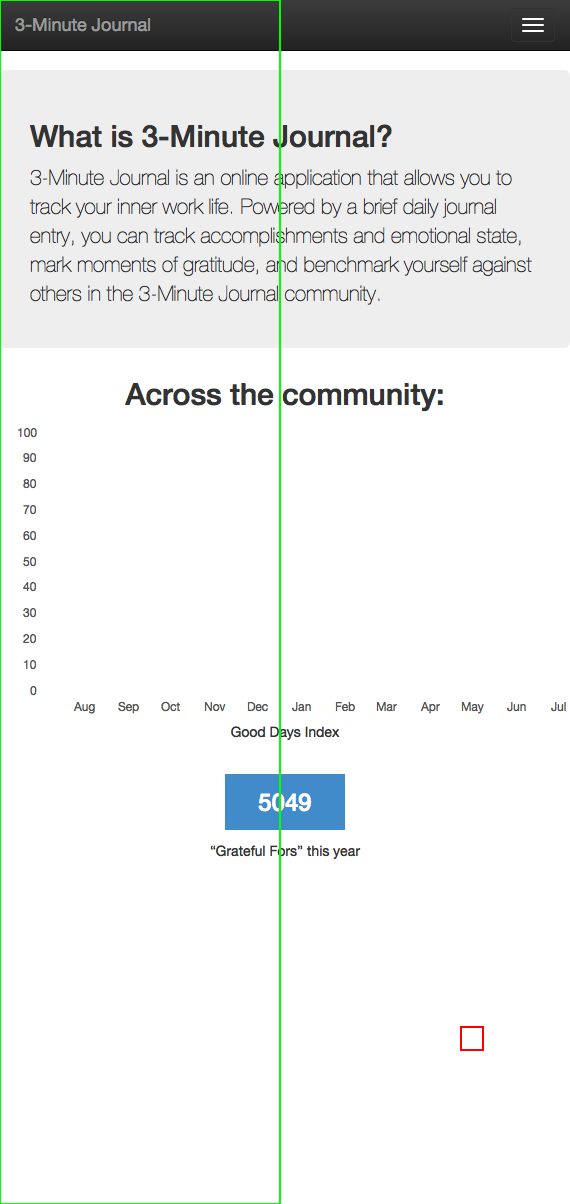 3-Minute Journal
What is 3-Minute Journal?
3-Minute Journal is an online application that allows you to
track your inner work life. Powered by a brief daily journal
entry, you can track accomplishments and emotional state,
mark moments of gratitude, and benchmark yourself against
others in the 3-Minute Journal community.
Across the community:
100
90
80
70
60
50
40
30
20
10
0
Aug Sep Oct Nov Dec Jan Feb Mar Apr May Jun Jul
Good Days Index
5049
“Grateful Fors” this year